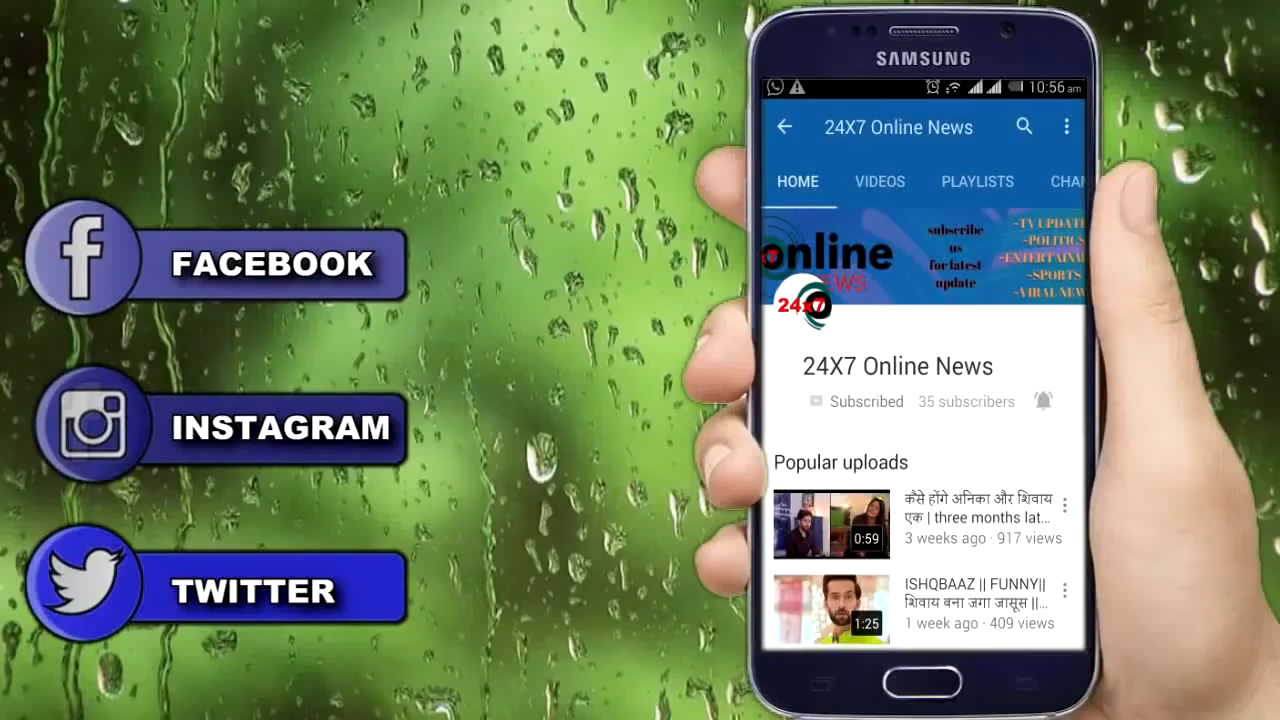 FACEBOOK
INSTAGRAM
TWITTER
SAMSUNG
10:56 am
24X7 Online News
HOME VIDEOS PLAYLISTS CHAN
online
NEWS
24x7
subscribe
us
for latest
update
~TV UPDATE
~POLITICS
~ENTERTAINM
~SPORTS
~VIRAL NEW
24X7 Online News
Subscribed 35 subscribers
Popular uploads
0:59
कैसे होंगे अनिका और शिवाय
एक | three months lat...
3 weeks ago · 917 views
1:25
ISHQBAAZ || FUNNY||
शिवाय बना जगा जासूस ||...
1 week ago · 409 views